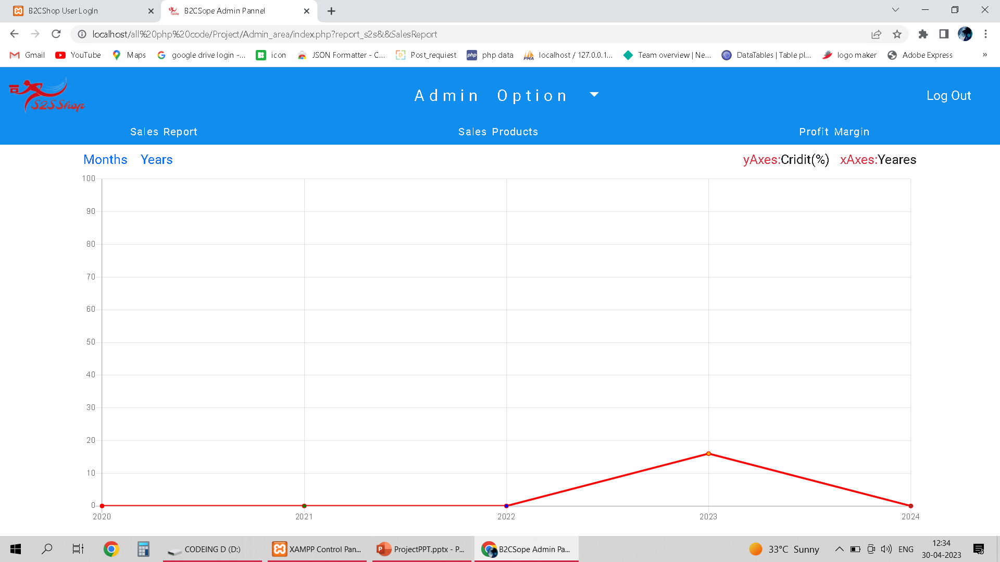 B2CShop User LogIn
B2CSope Admin Pannel
localhost/all%20php%20code/Project/Admin_area/index.php?report_s2s&&SalesReport
Gmail YouTube Maps google drive login -... icon JSON Formatter - C... Post_requiest php php data PMA localhost / 127.0.0.1... Team overview | Ne... DataTables | Table pl... logo maker Adobe Express »
S2SShop
Admin Option
Log Out
Sales Report Sales Products Profit Margin
Months Years
yAxes:Cridit(%) xAxes:Yeares
100
90
80
70
60
50
40
30
20
10
0
2020 2021 2022 2023 2024
CODEING D (D:) XAMPP Control Pan... ProjectPPT.pptx - P... B2CSope Admin Pa...
33°C Sunny
ENG
12:34
30-04-2023